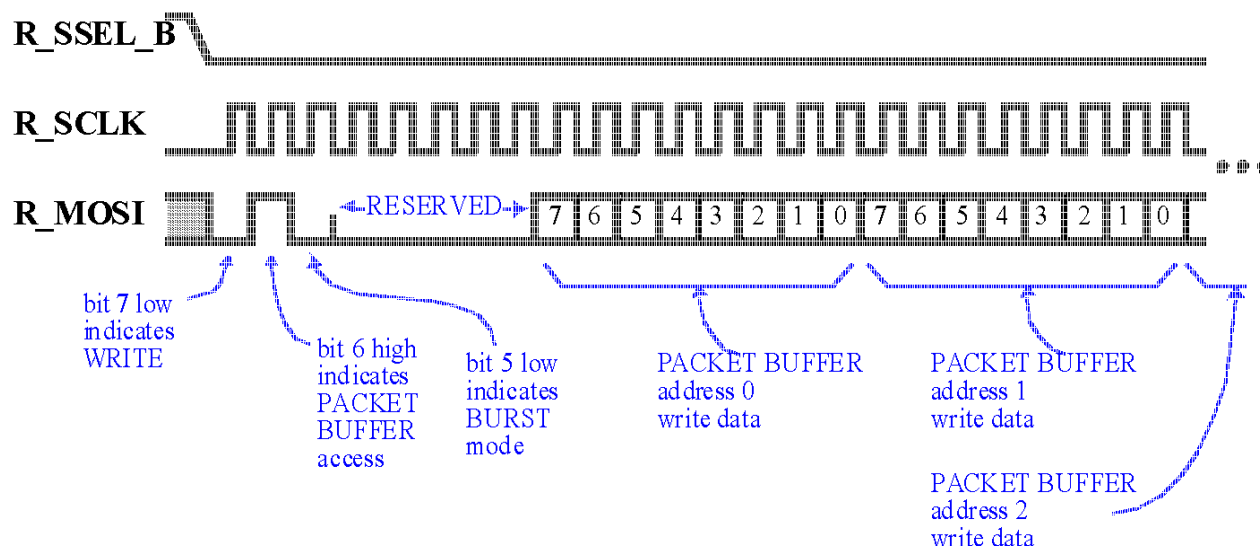 R_SSEL_B
R_SCLK
R_MOSI
RESERVED
7 6 5 4 3 2 1 0 7 6 5 4 3 2 1 0
bit 7 low
indicates
WRITE
bit 6 high
indicates
PACKET
BUFFER
access
bit 5 low
indicates
BURST
mode
PACKET BUFFER
address 0
write data
PACKET BUFFER
address 1
write data
PACKET BUFFER
address 2
write data